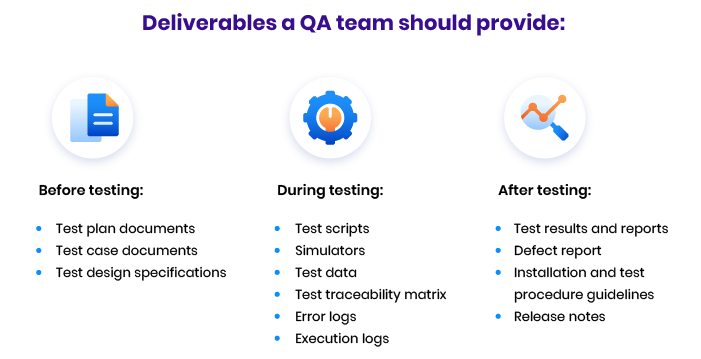 Deliverables a QA team should provide:
Before testing:
Test plan documents
Test case documents
Test design specifications
During testing:
Test scripts
Simulators
Test data
Test traceability matrix
Error logs
Execution logs
After testing:
Test results and reports
Defect report
Installation and test
procedure guidelines
Release notes